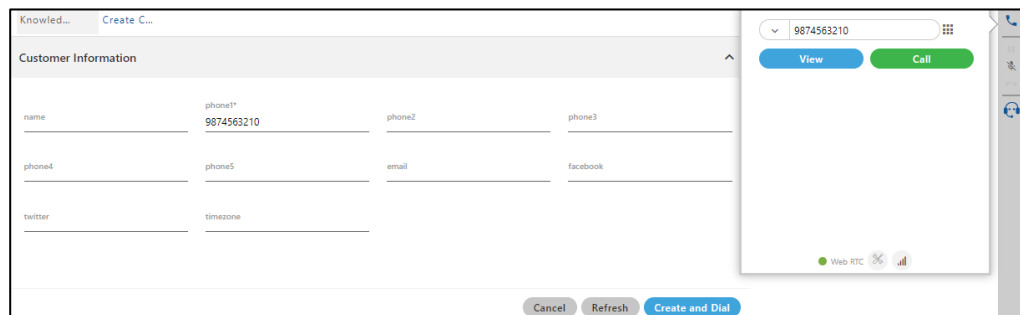 Knowled...
Create C...
Customer Information
name
phone1*
9874563210
phone2
phone3
phone4
phone5
email
facebook
twitter
timezone
Cancel
Refresh
Create and Dial
9874563210
View
Call
Web RTC